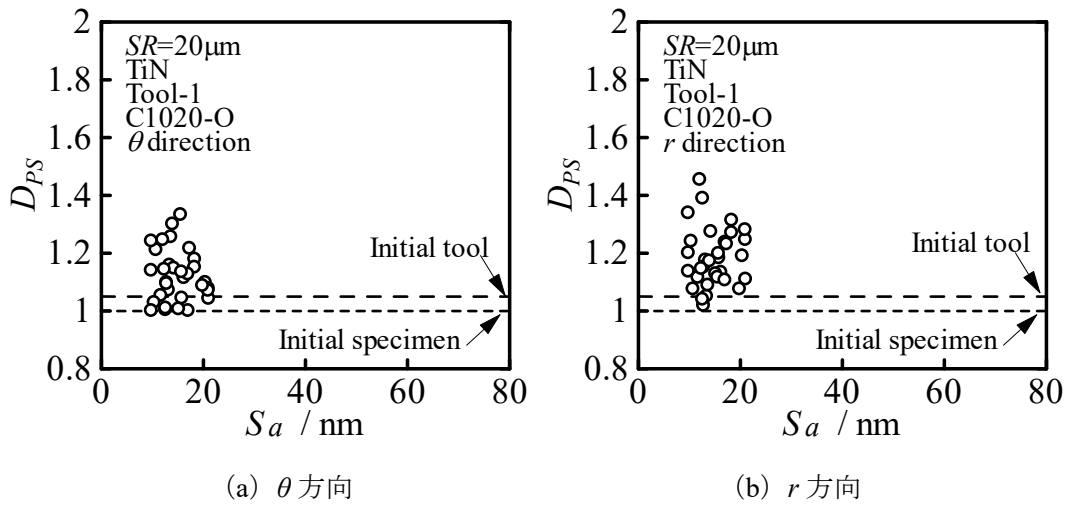 2
1.8
1.6
1.4
1.2
1
0.8
D_PS
SR=20μm
TiN
Tool-1
C1020-O
θ direction
Initial tool
Initial specimen
0 20 40 60 80
Sa / nm
(a) θ 方向
2
1.8
1.6
1.4
1.2
1
0.8
D_PS
SR=20μm
TiN
Tool-1
C1020-O
r direction
Initial tool
Initial specimen
0 20 40 60 80
Sa / nm
(b) r 方向